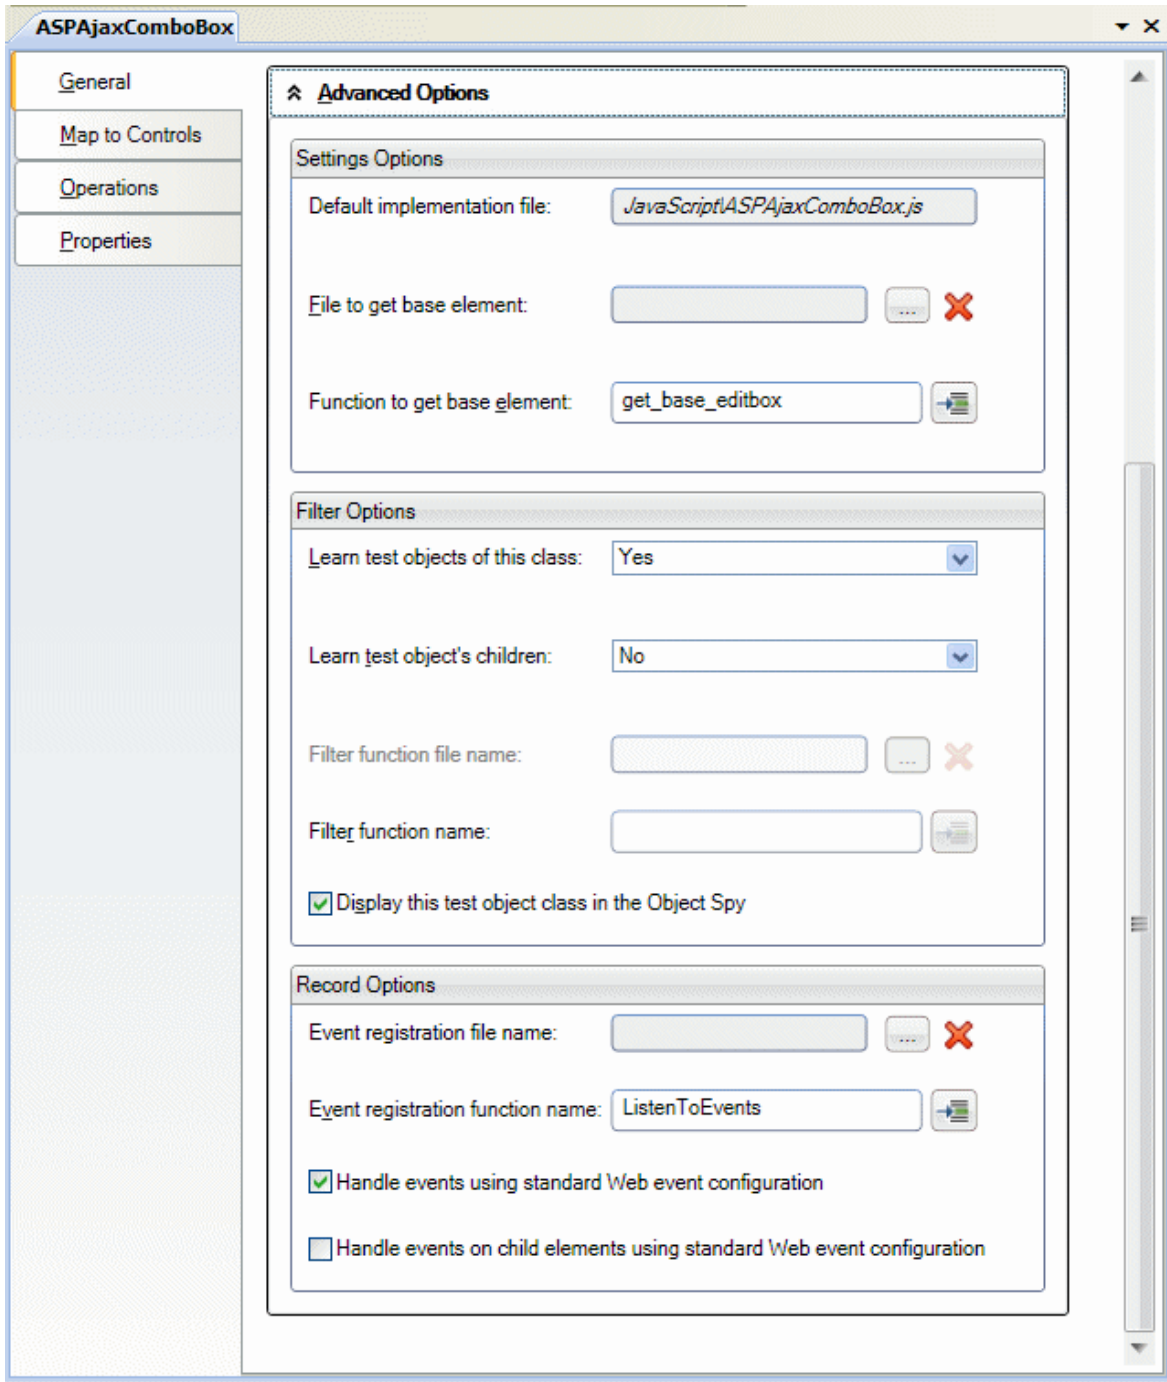 ASPAjaxComboBox
General
Map to Controls
Operations
Properties
Advanced Options
Settings Options
Default implementation file: JavaScript\ASPAjaxComboBox.js
File to get base element: ...
Function to get base element: get_base_editbox
Filter Options
Learn test objects of this class: Yes
Learn test object's children: No
Filter function file name: ...
Filter function name:
Display this test object class in the Object Spy
Record Options
Event registration file name: ...
Event registration function name: ListenToEvents
Handle events using standard Web event configuration
Handle events on child elements using standard Web event configuration